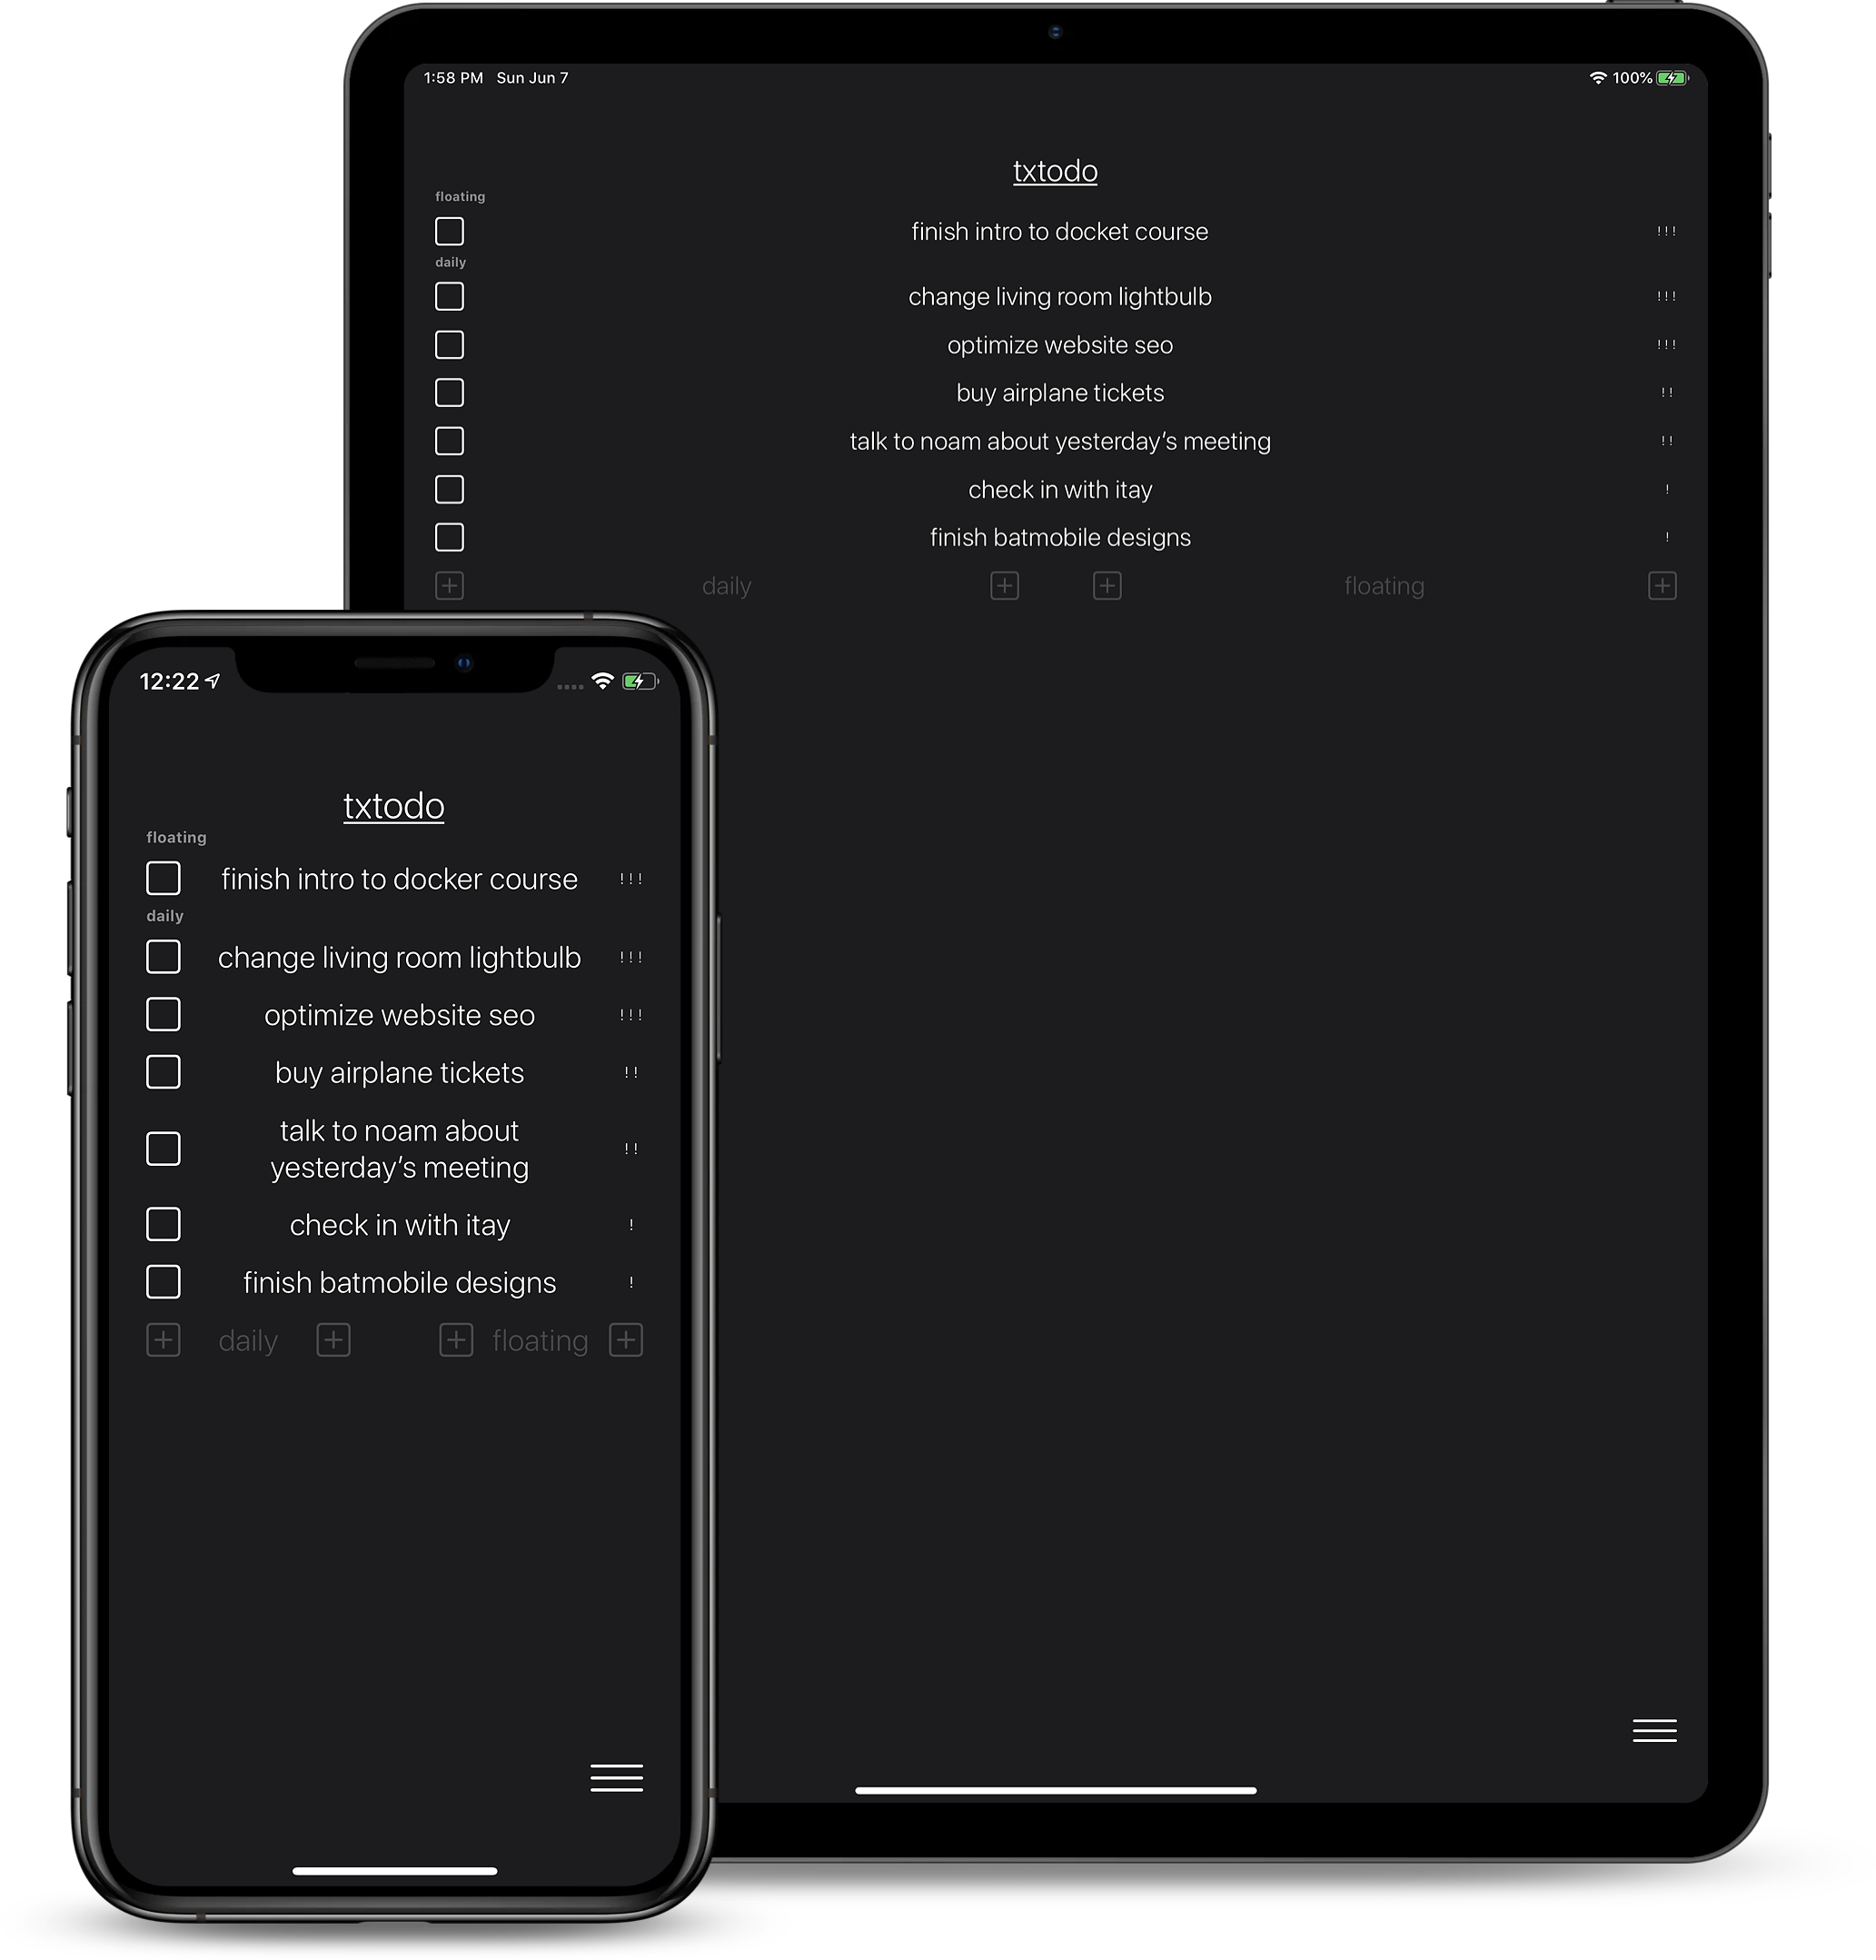 1:58 PM Sun Jun 7 100%
txtodo
floating
finish intro to docket course !!!
daily
change living room lightbulb !!!
optimize website seo !!!
buy airplane tickets !!
talk to noam about yesterday’s meeting !!
check in with itay !
finish batmobile designs !
daily floating
12:22
txtodo
floating
finish intro to docker course !!!
daily
change living room lightbulb !!!
optimize website seo !!!
buy airplane tickets !!
talk to noam about
yesterday’s meeting !!
check in with itay !
finish batmobile designs !
daily floating